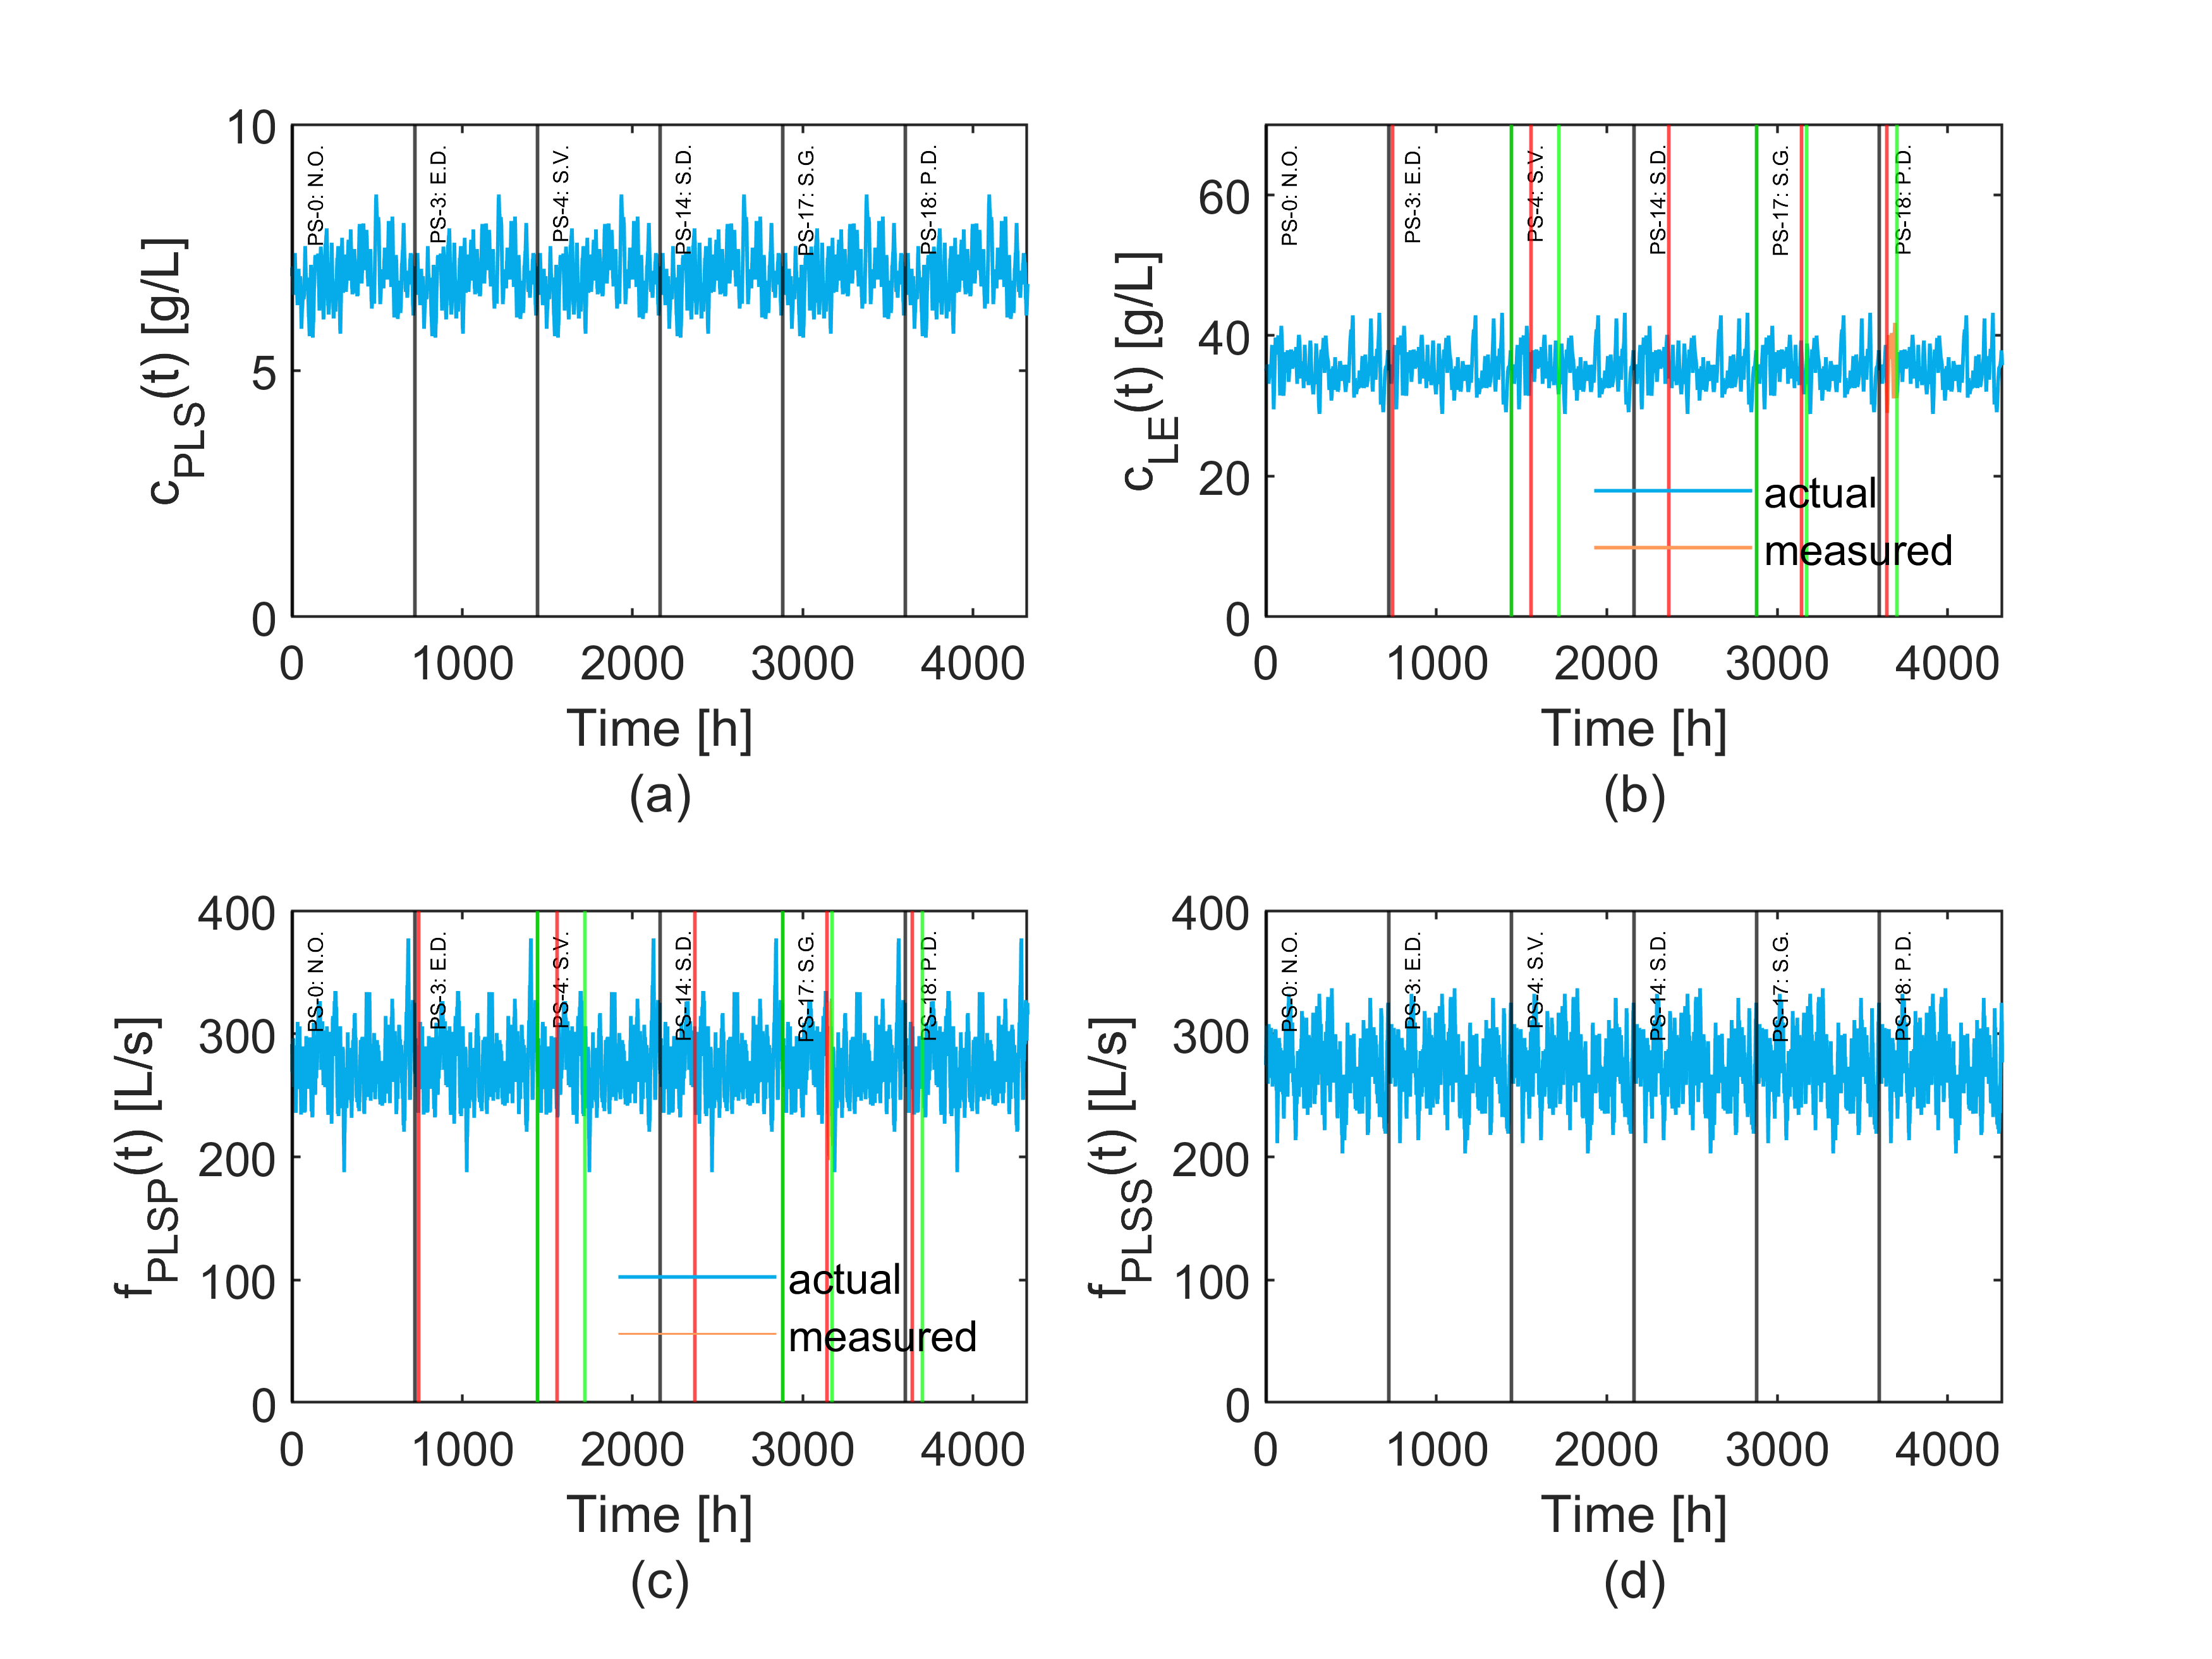 10
5
0
c_PLS(t) [g/L]
PS-0: N.O.
PS-3: E.D.
PS-4: S.V.
PS-14: S.D.
PS-17: S.G.
PS-18: P.D.
0 1000 2000 3000 4000
Time [h]
(a)
60
40
20
0
c_LE(t) [g/L]
PS-0: N.O.
PS-3: E.D.
PS-4: S.V.
PS-14: S.D.
PS-17: S.G.
PS-18: P.D.
actual
measured
0 1000 2000 3000 4000
Time [h]
(b)
400
300
200
100
0
f_PLSP(t) [L/s]
PS-0: N.O.
PS-3: E.D.
PS-4: S.V.
PS-14: S.D.
PS-17: S.G.
PS-18: P.D.
actual
measured
0 1000 2000 3000 4000
Time [h]
(c)
400
300
200
100
0
f_PLSS(t) [L/s]
PS-0: N.O.
PS-3: E.D.
PS-4: S.V.
PS-14: S.D.
PS-17: S.G.
PS-18: P.D.
0 1000 2000 3000 4000
Time [h]
(d)